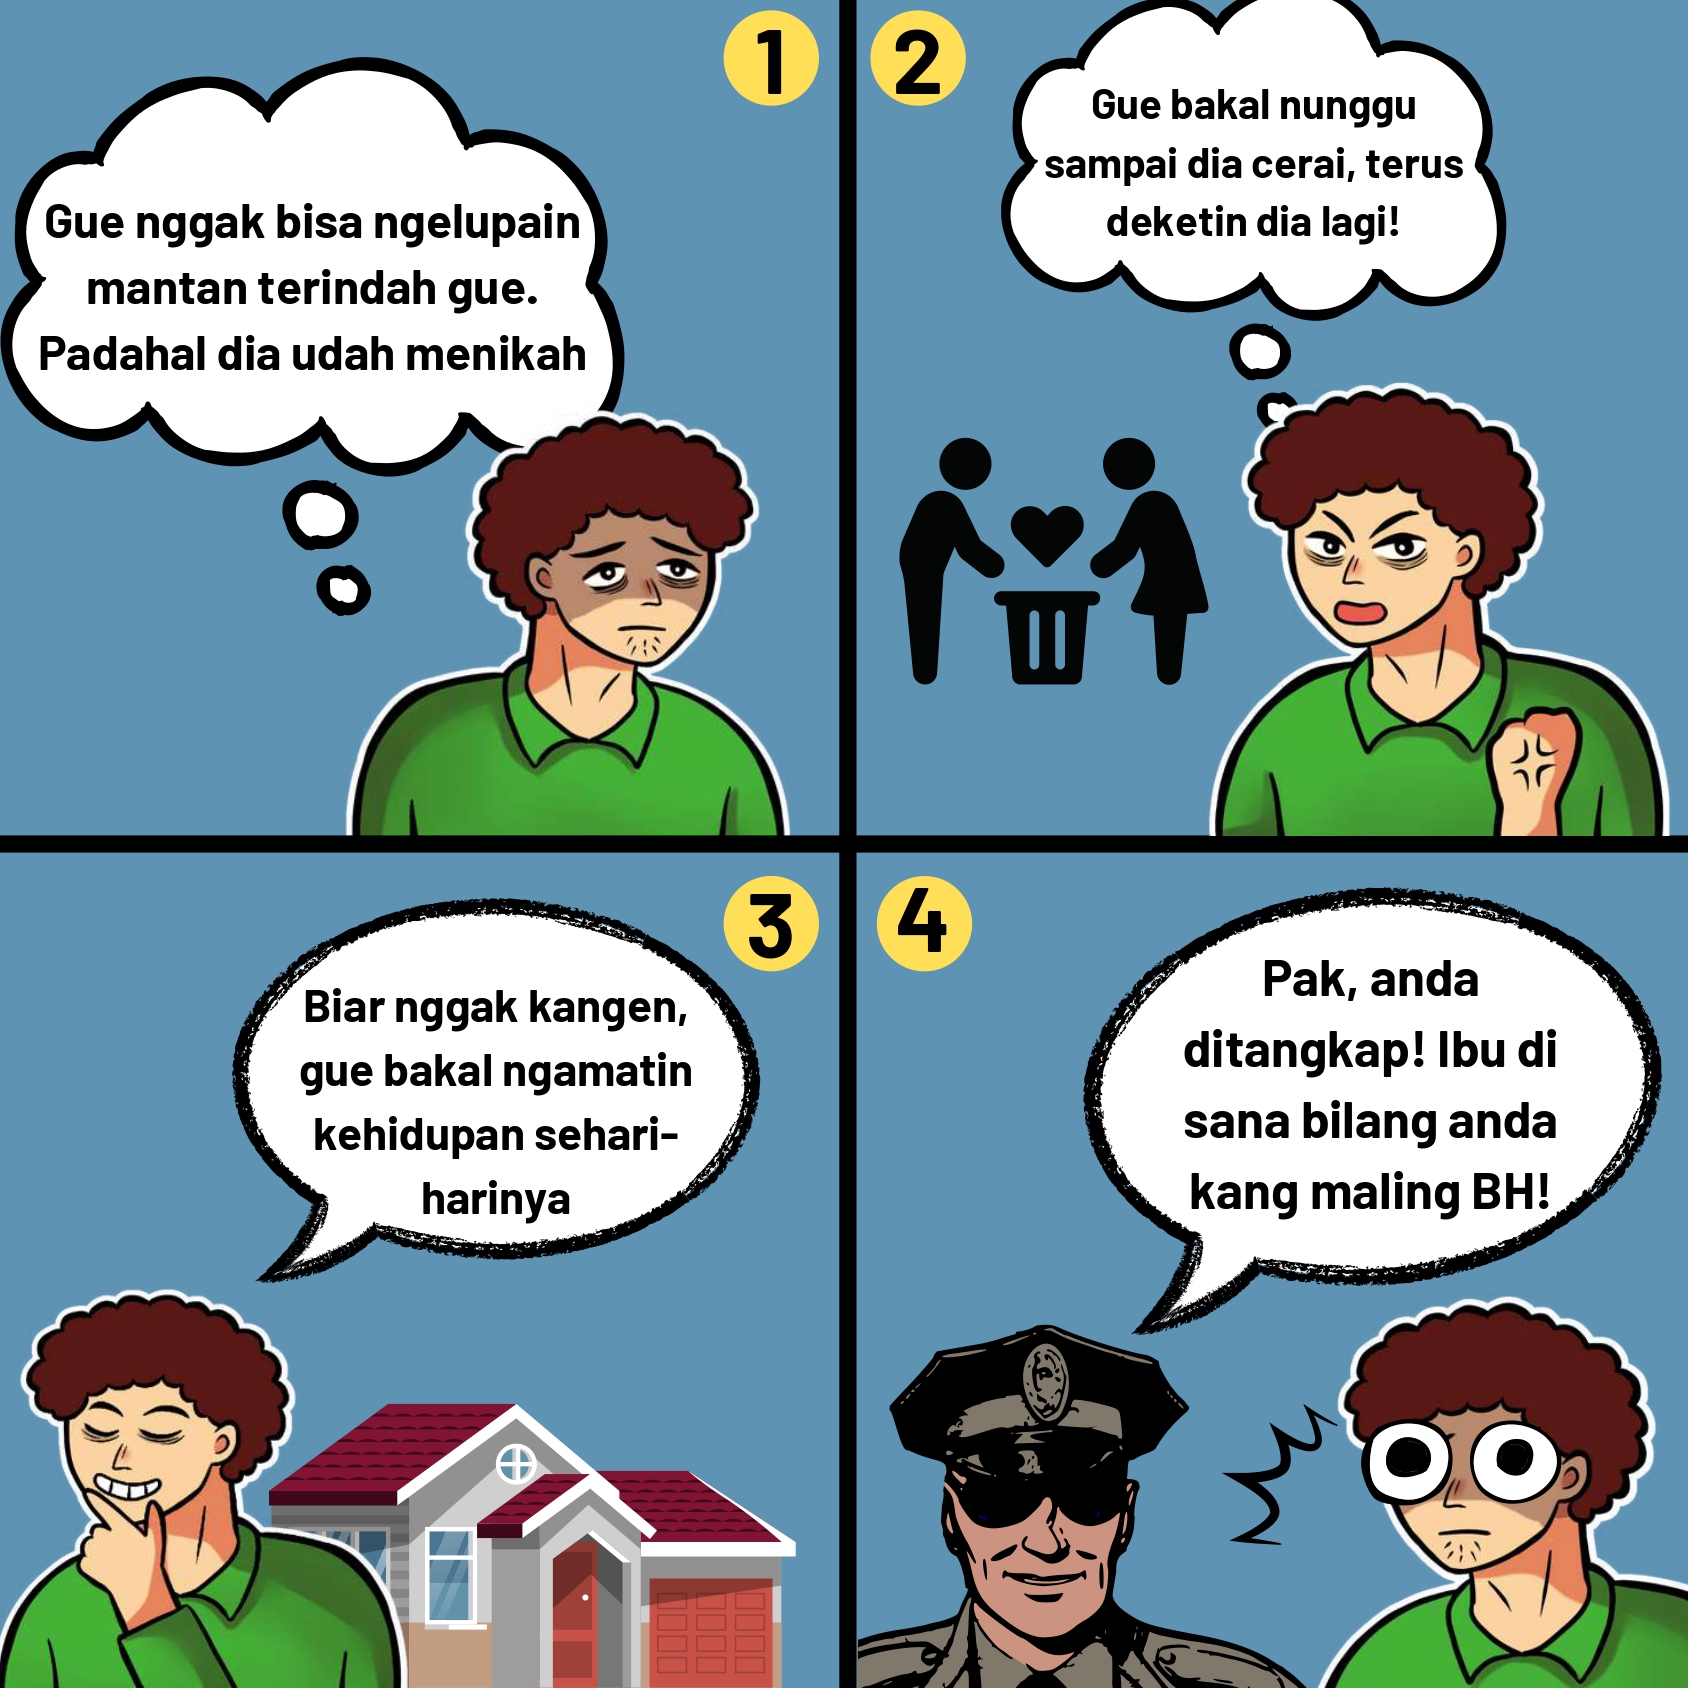 1
Gue nggak bisa ngelupain
mantan terindah gue.
Padahal dia udah menikah
2
Gue bakal nunggu
sampai dia cerai, terus
deketin dia lagi!
3
Biar nggak kangen,
gue bakal ngamatin
kehidupan sehari-
harinya
4
Pak, anda
ditangkap! Ibu di
sana bilang anda
kang maling BH!